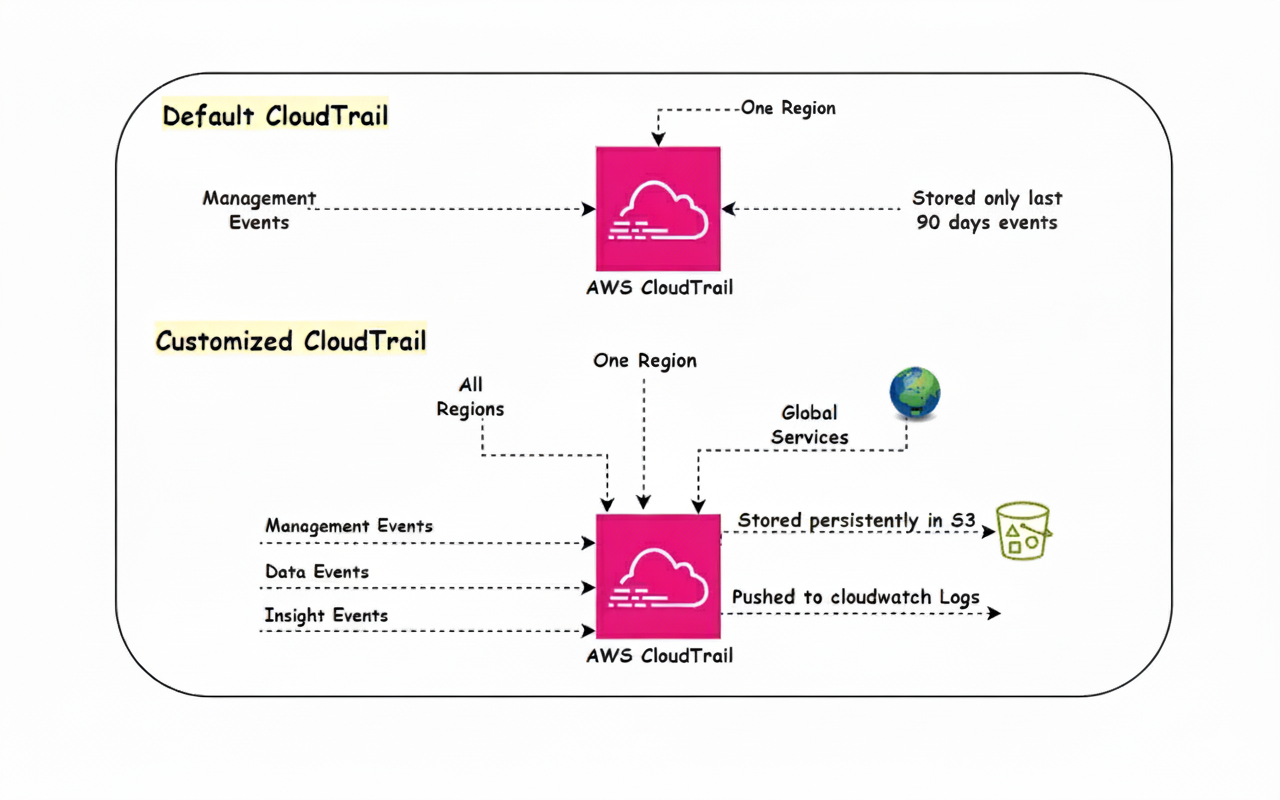 Default CloudTrail
One Region
Management
Events
Stored only last
90 days events
AWS CloudTrail
Customized CloudTrail
One Region
All
Regions
Global
Services
Management Events
Data Events
Insight Events
Stored persistently in S3
Pushed to cloudwatch Logs
AWS CloudTrail